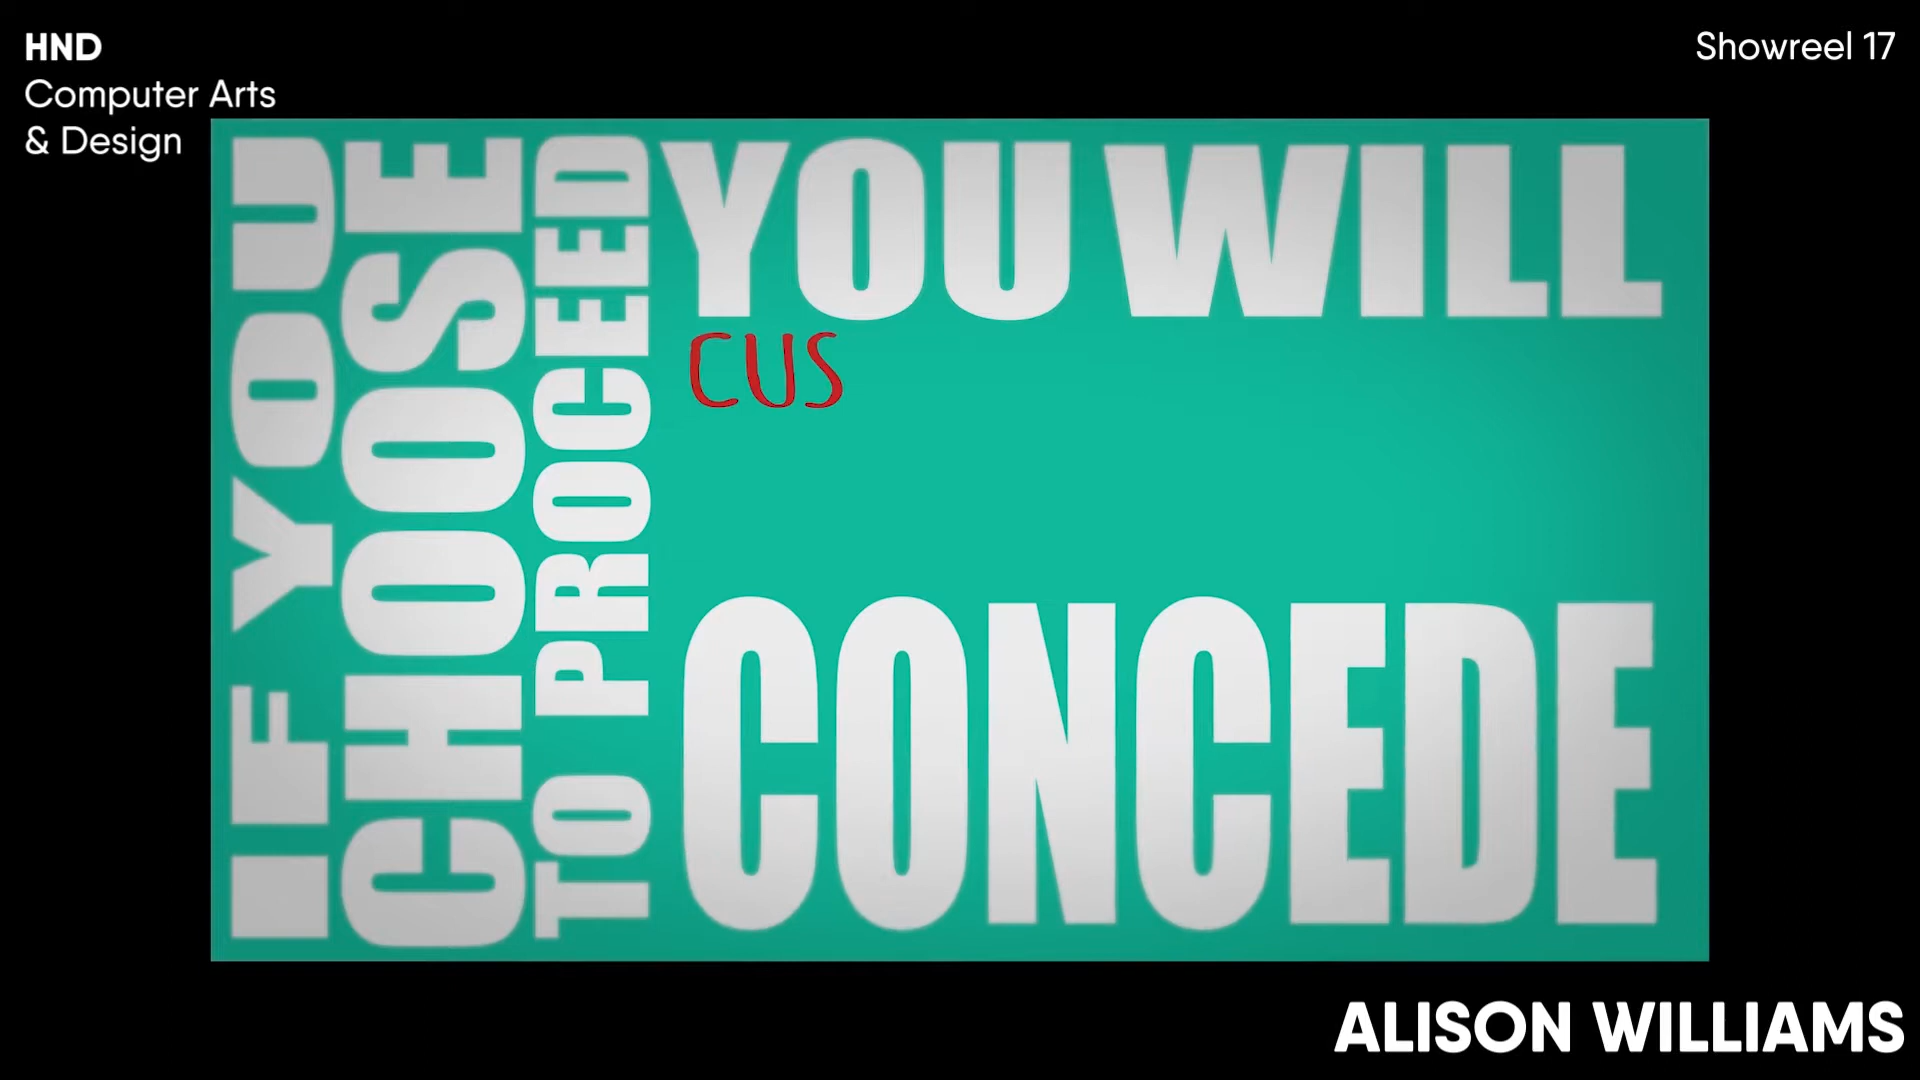 HND
Computer Arts
& Design
Showreel 17
IF YOU
CHOOSE
TO PROCEED
YOU WILL
CUS
CONCEDE
ALISON WILLIAMS